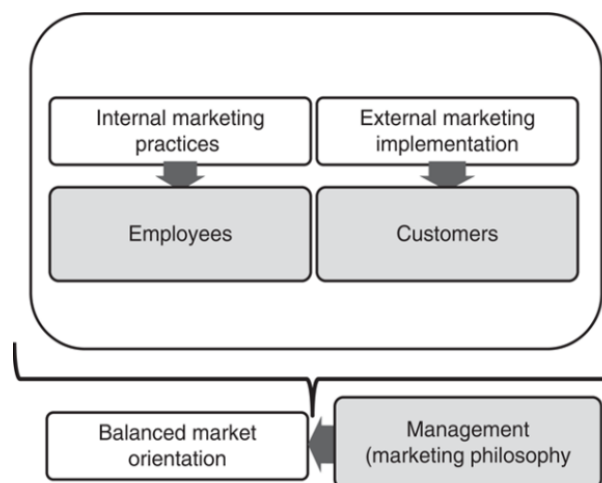 Internal marketing
practices
External marketing
implementation
Employees
Customers
Balanced market
orientation
Management
(marketing philosophy